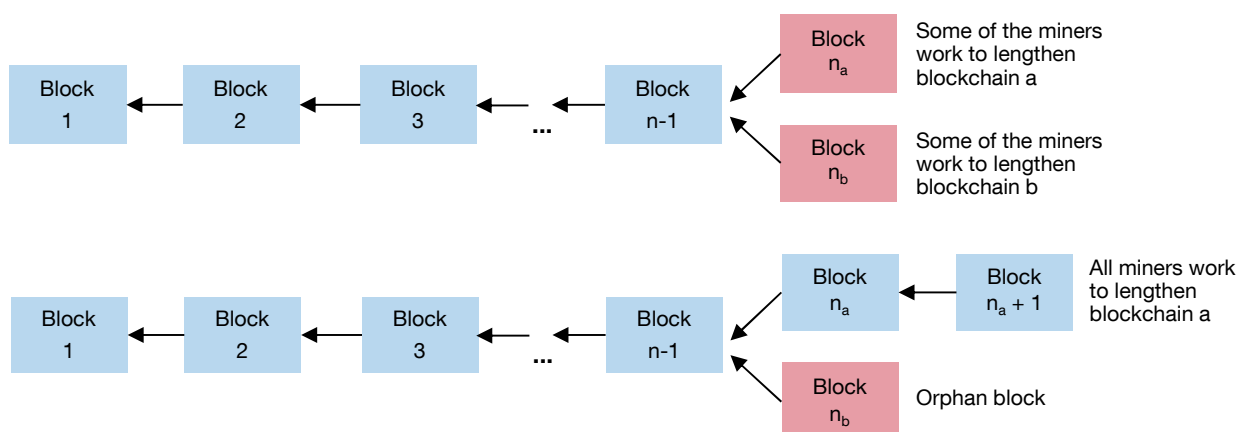 Block
1
Block
2
Block
3
...
Block
n-1
Block
nₐ
Some of the miners
work to lengthen
blockchain a
Block
n_b
Some of the miners
work to lengthen
blockchain b
Block
1
Block
2
Block
3
...
Block
n-1
Block
nₐ
Block
nₐ + 1
All miners work
to lengthen
blockchain a
Block
n_b
Orphan block